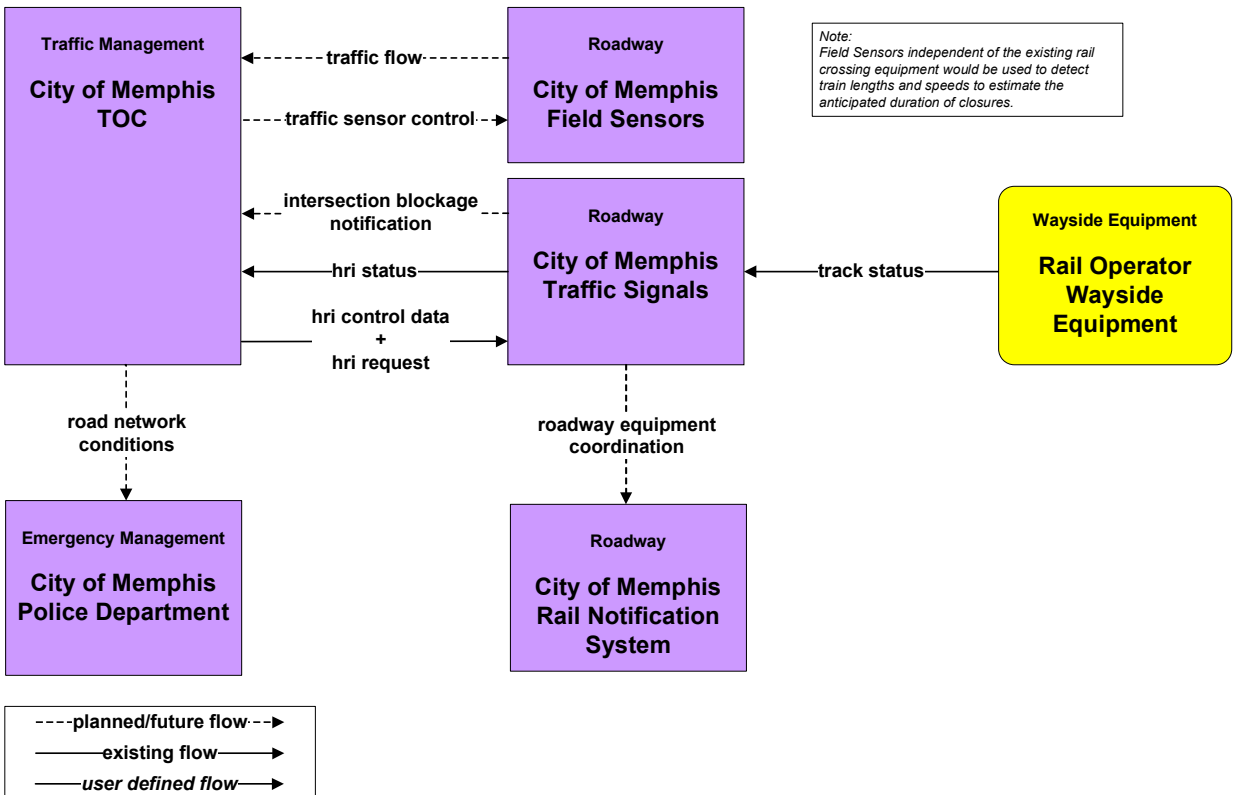 Traffic Management
City of Memphis
TOC
traffic flow
traffic sensor control
Roadway
City of Memphis
Field Sensors
Note:
Field Sensors independent of the existing rail
crossing equipment would be used to detect
train lengths and speeds to estimate the
anticipated duration of closures.
intersection blockage
notification
hri status
hri control data
+
hri request
Roadway
City of Memphis
Traffic Signals
track status
Wayside Equipment
Rail Operator
Wayside
Equipment
road network
conditions
roadway equipment
coordination
Emergency Management
City of Memphis
Police Department
Roadway
City of Memphis
Rail Notification
System
planned/future flow
existing flow
user defined flow